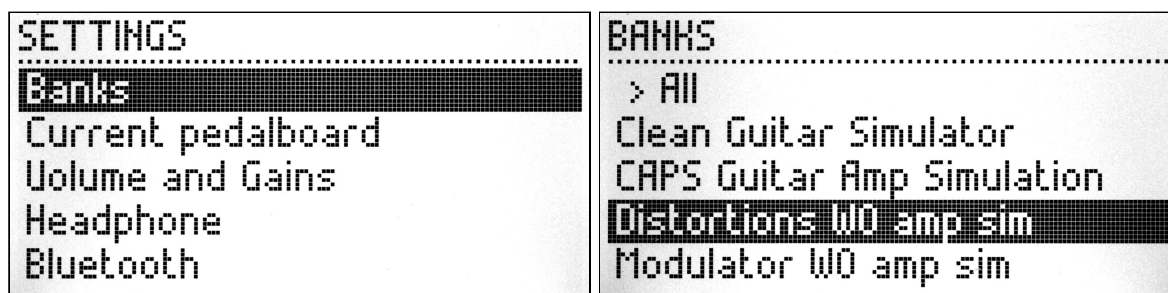 SETTINGS
Banks
Current pedalboard
Volume and Gains
Headphone
Bluetooth
BANKS
> All
Clean Guitar Simulator
CAPS Guitar Amp Simulation
Distortions WO amp sim
Modulator WO amp sim